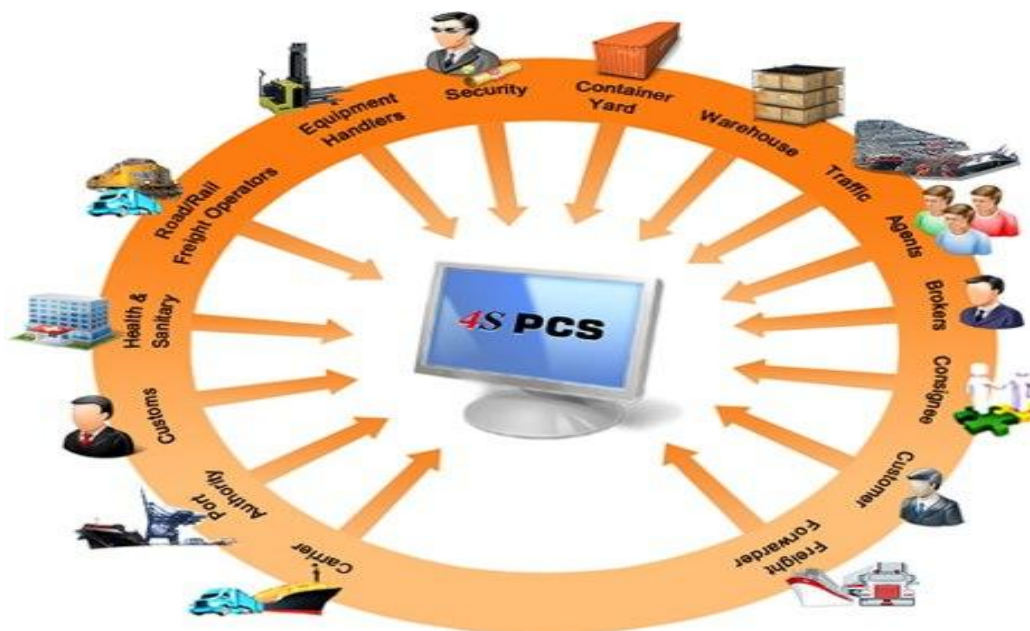 Security
Container
Yard
Warehouse
Traffic
Agents
Brokers
Consignee
Customer
Freight
Forwarder
Carrier
Port
Authority
Customs
Health &
Sanitary
Road/Rail
Freight Operators
Equipment
Handlers
4S PCS